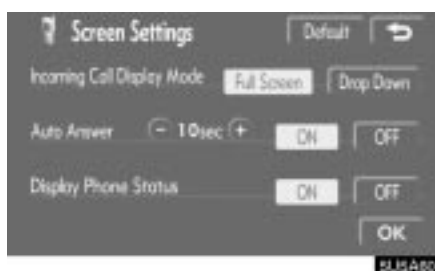 Screen Settings Default
Incoming Call Display Mode Full Screen Drop Down
Auto Answer - 10sec + ON OFF
Display Phone Status ON OFF
OK